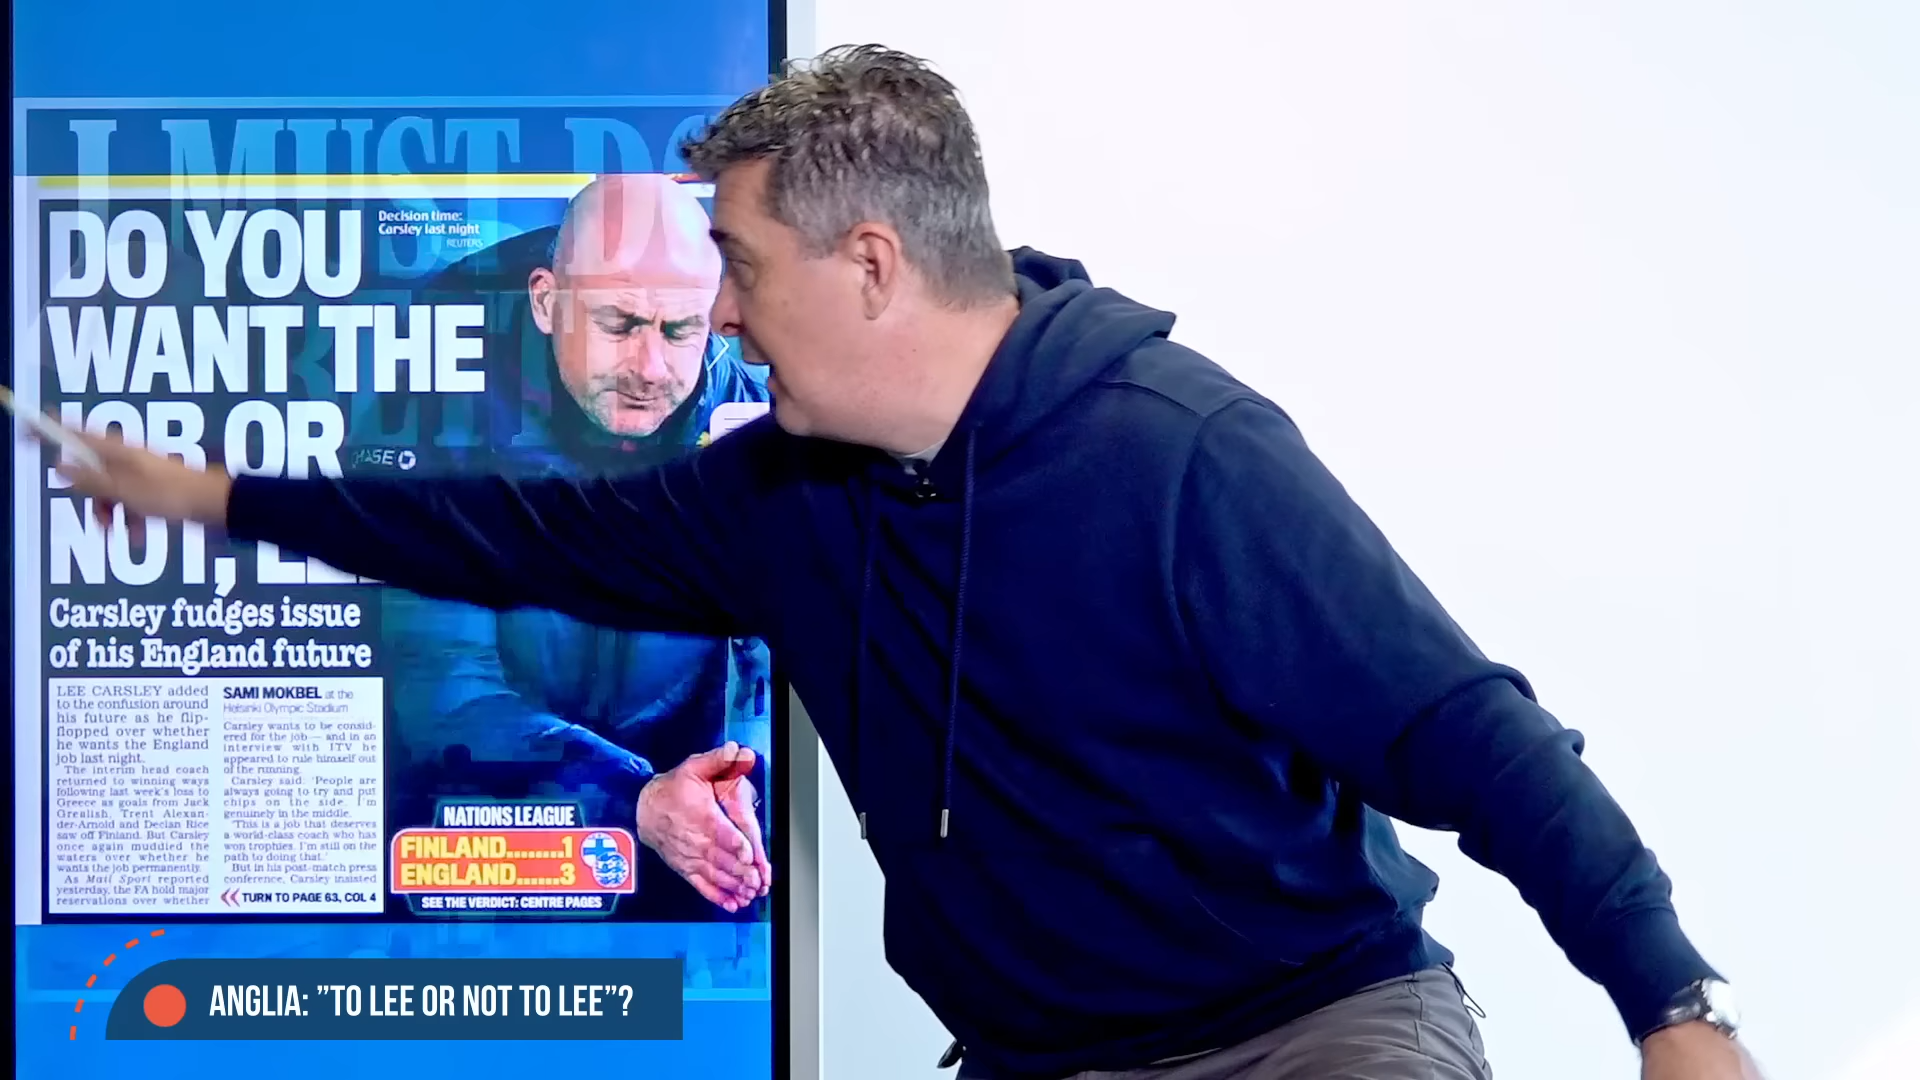 I MUST DO
DO YOU
WANT THE
JOB OR
NOT,
Decision time:
Carsley last night
REUTERS
CHASE
Carsley fudges issue
of his England future
LEE CARSLEY added
to the confusion around
his future as he flip-
flopped over whether
he wants the England
job last night.
The interim head coach
returned to winning ways
following last week's loss to
Greece as goals from Jack
Grealish, Trent Alexan-
der-Arnold and Declan Rice
saw off Finland. But Carsley
once again muddied the
waters over whether he
wants the job permanently.
As Mail Sport reported
yesterday, the FA hold major
reservations over whether
SAMI MOKBEL at the
Helsinki Olympic Stadium
Carsley wants to be consid-
ered for the job — and in an
interview with ITV he
appeared to rule himself out
of the running.
Carsley said: 'People are
always going to try and put
chips on the side. I'm
genuinely in the middle.
'This is a job that deserves
a world-class coach who has
won trophies. I'm still on the
path to doing that.'
But in his post-match press
conference, Carsley insisted
TURN TO PAGE 63, COL 4
NATIONS LEAGUE
FINLAND........1
ENGLAND......3
SEE THE VERDICT: CENTRE PAGES
ANGLIA: ”TO LEE OR NOT TO LEE”?